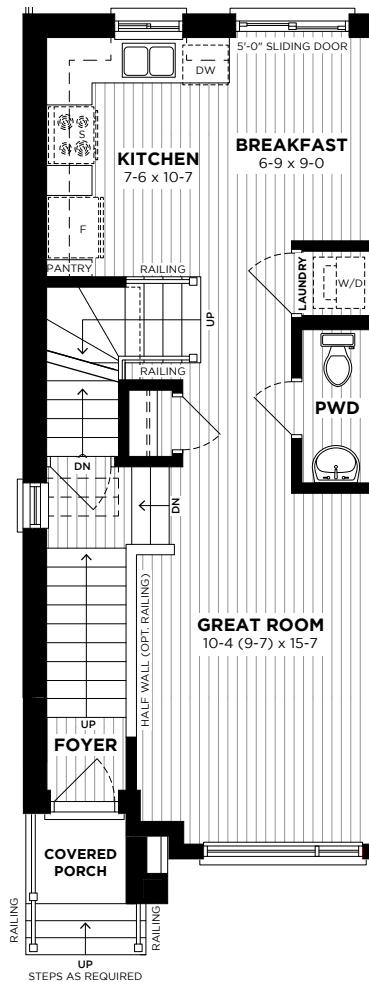 5'-0" SLIDING DOOR
DW
BREAKFAST
6-9 x 9-0
S
KITCHEN
7-6 x 10-7
F
PANTRY
RAILING
LAUNDRY
W/D
UP
RAILING
PWD
DN
DN
HALF WALL (OPT. RAILING)
GREAT ROOM
10-4 (9-7) x 15-7
UP
FOYER
COVERED
PORCH
RAILING
RAILING
UP
STEPS AS REQUIRED